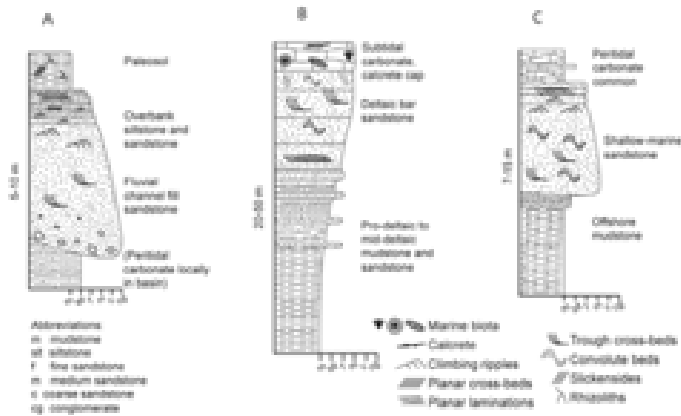 A
Paleosol
Overbank
siltstone and
sandstone
Fluvial
channel fill
sandstone
(Peritidal
carbonate locally
in basin)
5-10 m
B
Subtidal
carbonate,
calcrete cap
Deltaic bar
sandstone
Pro-deltaic to
mid-deltaic
mudstone and
sandstone
20-50 m
C
Peritidal
carbonate
common
Shallow-marine
sandstone
Offshore
mudstone
7-15 m
Abbreviations
m mudstone
slt siltstone
f fine sandstone
m medium sandstone
c coarse sandstone
cg conglomerate
Marine biota
Calcrete
Climbing ripples
Planar cross-beds
Planar laminations
Trough cross-beds
Convolute beds
Slickensides
Rhizoliths